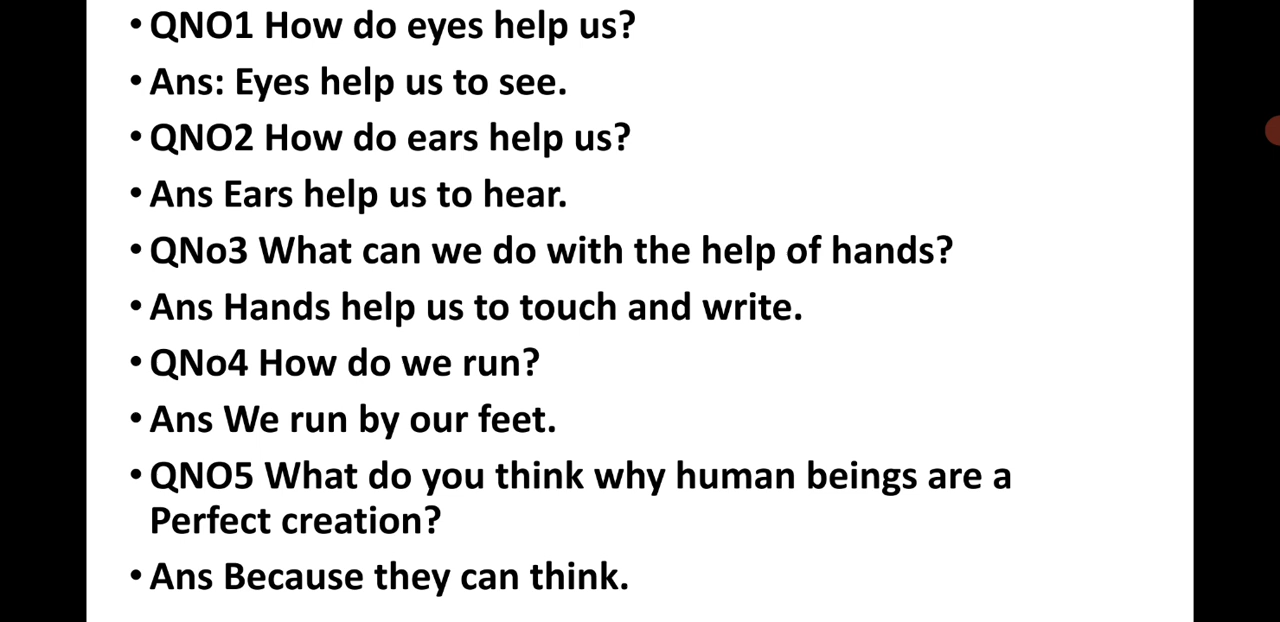 • QNO1 How do eyes help us?
• Ans: Eyes help us to see.
• QNO2 How do ears help us?
• Ans Ears help us to hear.
• QNo3 What can we do with the help of hands?
• Ans Hands help us to touch and write.
• QNo4 How do we run?
• Ans We run by our feet.
• QNO5 What do you think why human beings are a
Perfect creation?
• Ans Because they can think.